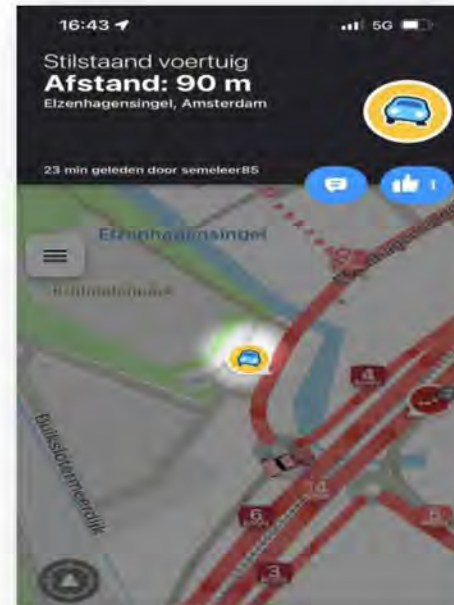 16:43
5G
Stilstaand voertuig
Afstand: 90 m
Elzenhagensingel, Amsterdam
23 min geleden door semeleer85
1
Elzenhagensingel
Buikslotermeerdijk
4
14
6
6
3